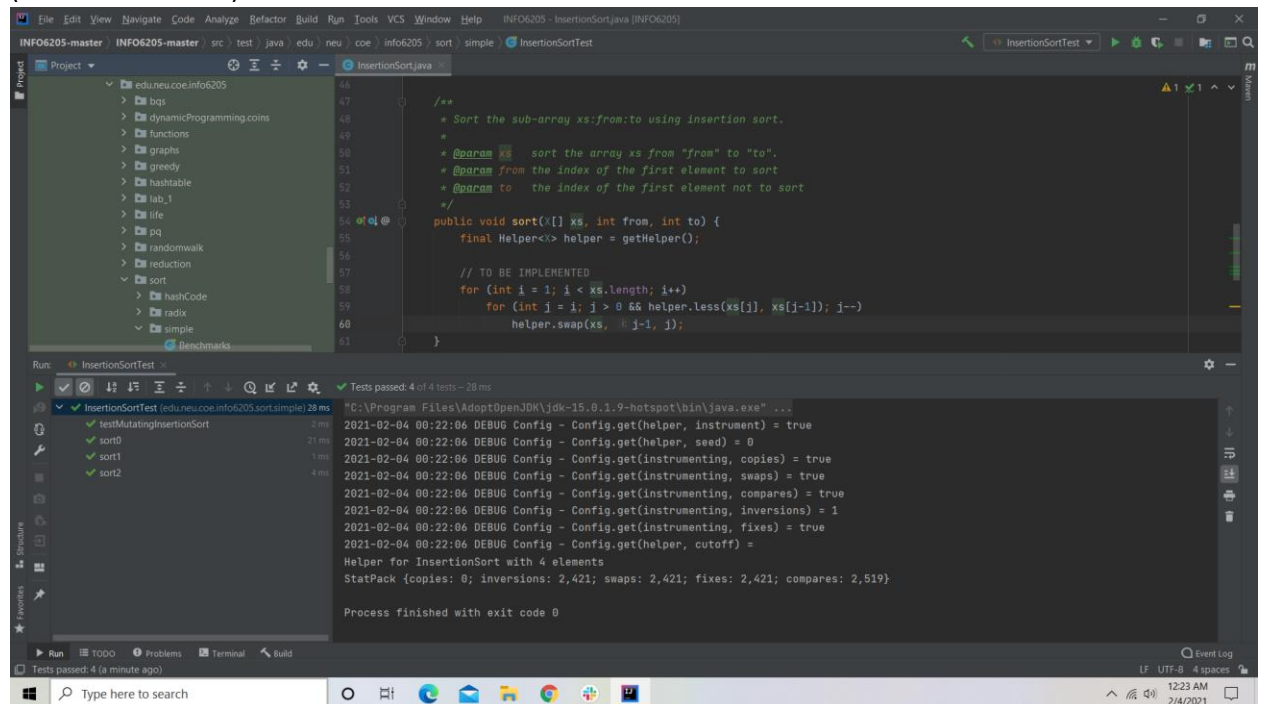 File Edit View Navigate Code Analyze Refactor Build Run Tools VCS Window Help INFO6205 - InsertionSort.java [INFO6205]
INFO6205-master INFO6205-master src test java edu neu coe info6205 sort simple InsertionSortTest InsertionSortTest
Project InsertionSort.java
Project
Maven
edu.neu.coe.info6205
bqs
dynamicProgramming.coins
functions
graphs
greedy
hashtable
lab_1
life
pq
randomwalk
reduction
sort
hashCode
radix
simple
Benchmarks
1 1
46
47 /**
48 * Sort the sub-array xs:from:to using insertion sort.
49 *
50 * @param xs sort the array xs from "from" to "to".
51 * @param from the index of the first element to sort
52 * @param to the index of the first element not to sort
53 */
54 public void sort(X[] xs, int from, int to) {
55 final Helper<X> helper = getHelper();
56
57 // TO BE IMPLEMENTED
58 for (int i = 1; i < xs.length; i++)
59 for (int j = i; j > 0 && helper.less(xs[j], xs[j-1]); j--)
60 helper.swap(xs, i: j-1, j);
61 }
Run: InsertionSortTest
Tests passed: 4 of 4 tests – 28 ms
InsertionSortTest (edu.neu.coe.info6205.sort.simple) 28 ms
testMutatingInsertionSort 2 ms
sort0 21 ms
sort1 1 ms
sort2 4 ms
"C:\Program Files\AdoptOpenJDK\jdk-15.0.1.9-hotspot\bin\java.exe" ...
2021-02-04 00:22:06 DEBUG Config - Config.get(helper, instrument) = true
2021-02-04 00:22:06 DEBUG Config - Config.get(helper, seed) = 0
2021-02-04 00:22:06 DEBUG Config - Config.get(instrumenting, copies) = true
2021-02-04 00:22:06 DEBUG Config - Config.get(instrumenting, swaps) = true
2021-02-04 00:22:06 DEBUG Config - Config.get(instrumenting, compares) = true
2021-02-04 00:22:06 DEBUG Config - Config.get(instrumenting, inversions) = 1
2021-02-04 00:22:06 DEBUG Config - Config.get(instrumenting, fixes) = true
2021-02-04 00:22:06 DEBUG Config - Config.get(helper, cutoff) =
Helper for InsertionSort with 4 elements
StatPack {copies: 0; inversions: 2,421; swaps: 2,421; fixes: 2,421; compares: 2,519}
Process finished with exit code 0
Structure
Favorites
Run TODO Problems Terminal Build Event Log
Tests passed: 4 (a minute ago) LF UTF-8 4 spaces
Type here to search
12:23 AM
2/4/2021